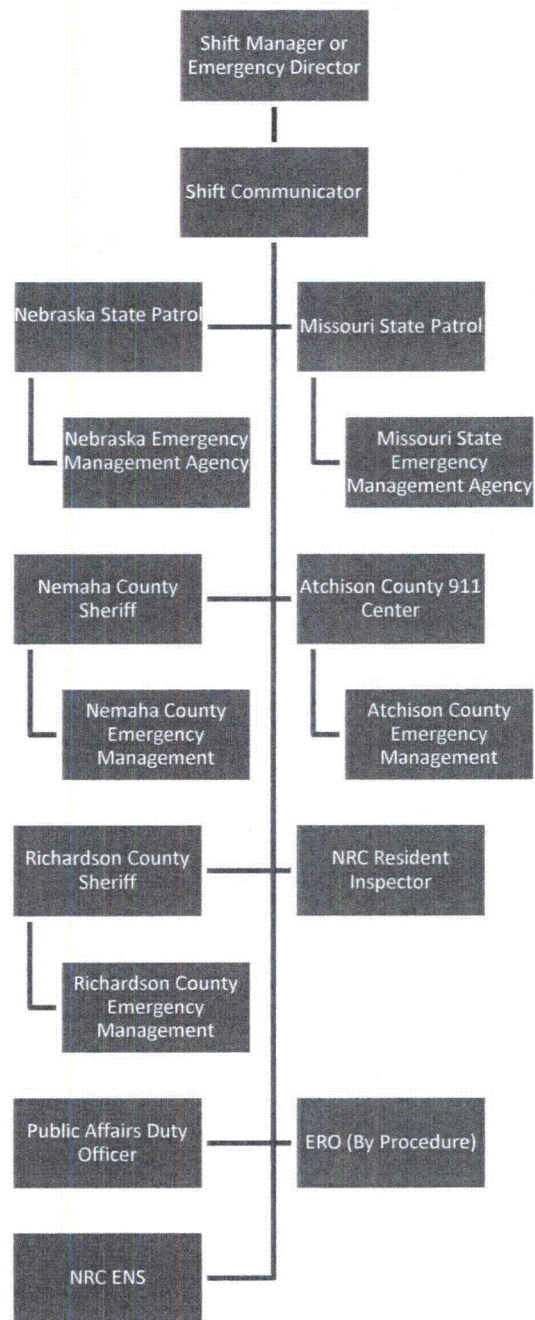 Shift Manager or
Emergency Director
Shift Communicator
Nebraska State Patrol
Missouri State Patrol
Nebraska Emergency
Management Agency
Missouri State
Emergency
Management Agency
Nemaha County
Sheriff
Atchison County 911
Center
Nemaha County
Emergency
Management
Atchison County
Emergency
Management
Richardson County
Sheriff
NRC Resident
Inspector
Richardson County
Emergency
Management
Public Affairs Duty
Officer
ERO (By Procedure)
NRC ENS